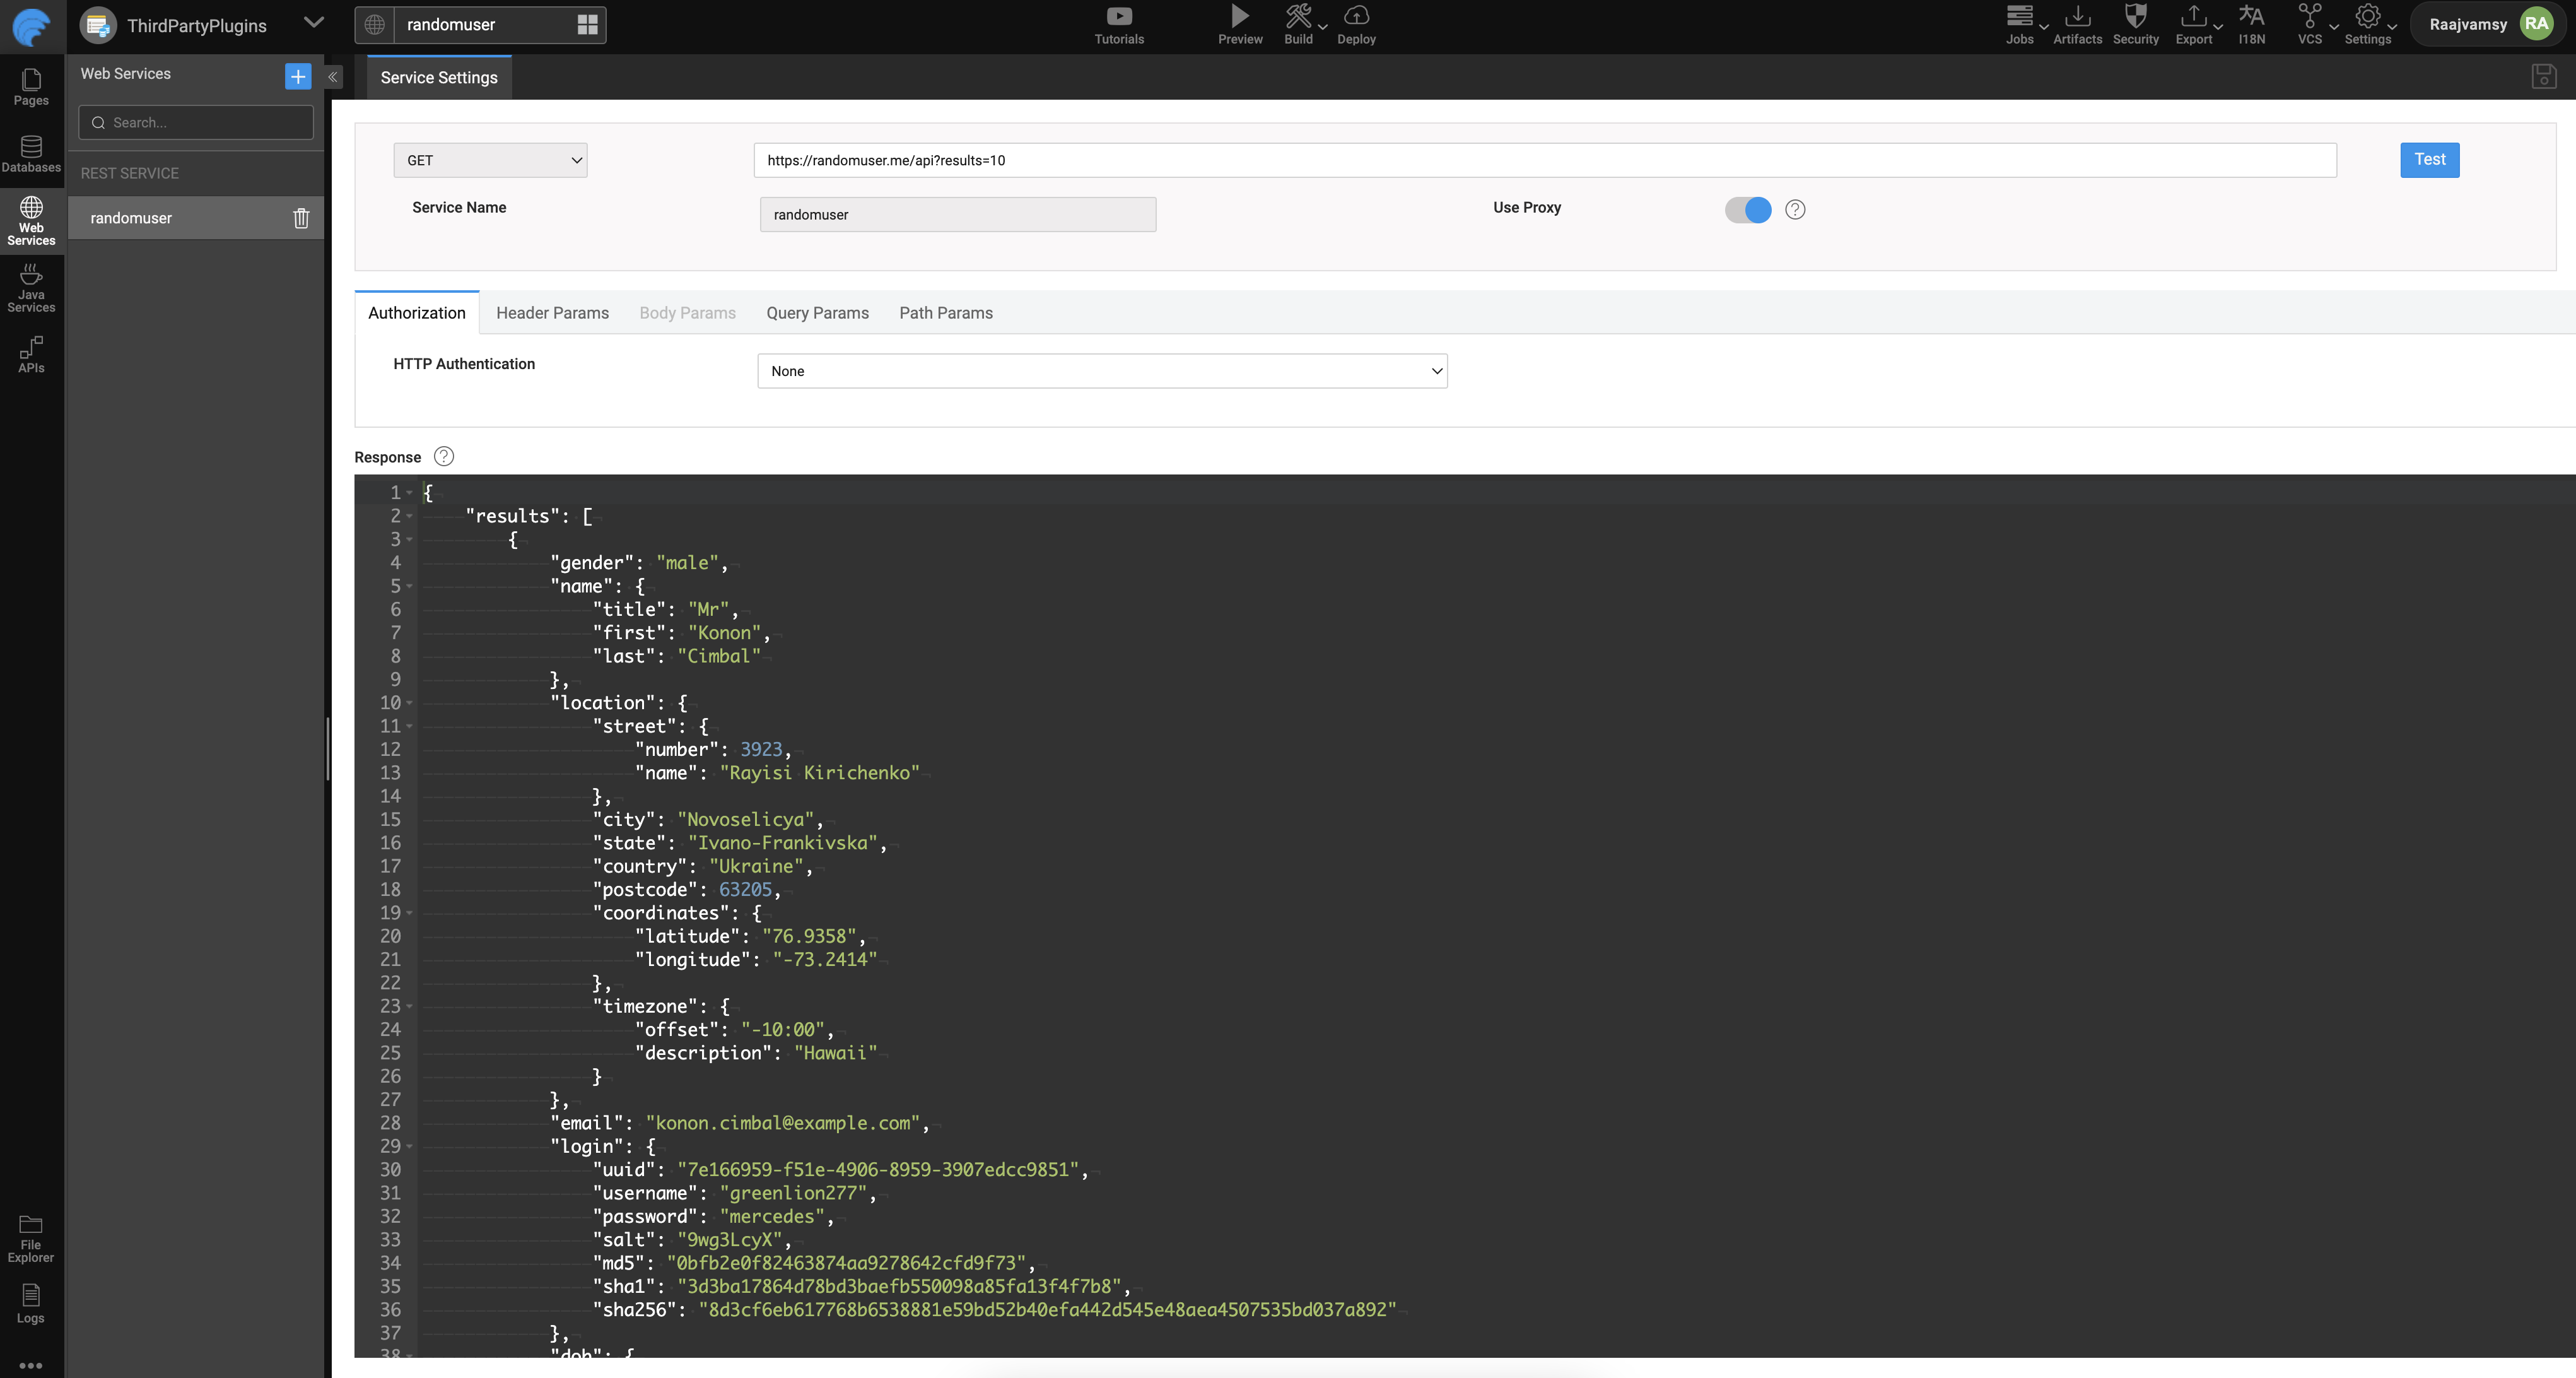 ThirdPartyPlugins
randomuser
Tutorials
Preview
Build
Deploy
Jobs
Artifacts
Security
Export
I18N
VCS
Settings
Raajvamsy
RA
Pages
Databases
Web
Services
Java
Services
APIs
File
Explorer
Logs
Web Services
Search...
REST SERVICE
randomuser
Service Settings
GET
https://randomuser.me/api?results=10
Test
Service Name
randomuser
Use Proxy
Authorization
Header Params
Body Params
Query Params
Path Params
HTTP Authentication
None
Response
1 {
2 "results": [
3 {
4 "gender": "male",
5 "name": {
6 "title": "Mr",
7 "first": "Konon",
8 "last": "Cimbal"
9 },
10 "location": {
11 "street": {
12 "number": 3923,
13 "name": "Rayisi Kirichenko"
14 },
15 "city": "Novoselicya",
16 "state": "Ivano-Frankivska",
17 "country": "Ukraine",
18 "postcode": 63205,
19 "coordinates": {
20 "latitude": "76.9358",
21 "longitude": "-73.2414"
22 },
23 "timezone": {
24 "offset": "-10:00",
25 "description": "Hawaii"
26 }
27 },
28 "email": "konon.cimbal@example.com",
29 "login": {
30 "uuid": "7e166959-f51e-4906-8959-3907edcc9851",
31 "username": "greenlion277",
32 "password": "mercedes",
33 "salt": "9wg3LcyX",
34 "md5": "0bfb2e0f82463874aa9278642cfd9f73",
35 "sha1": "3d3ba17864d78bd3baefb550098a85fa13f4f7b8",
36 "sha256": "8d3cf6eb617768b6538881e59bd52b40efa442d545e48aea4507535bd037a892"
37 },
38 "dob": {